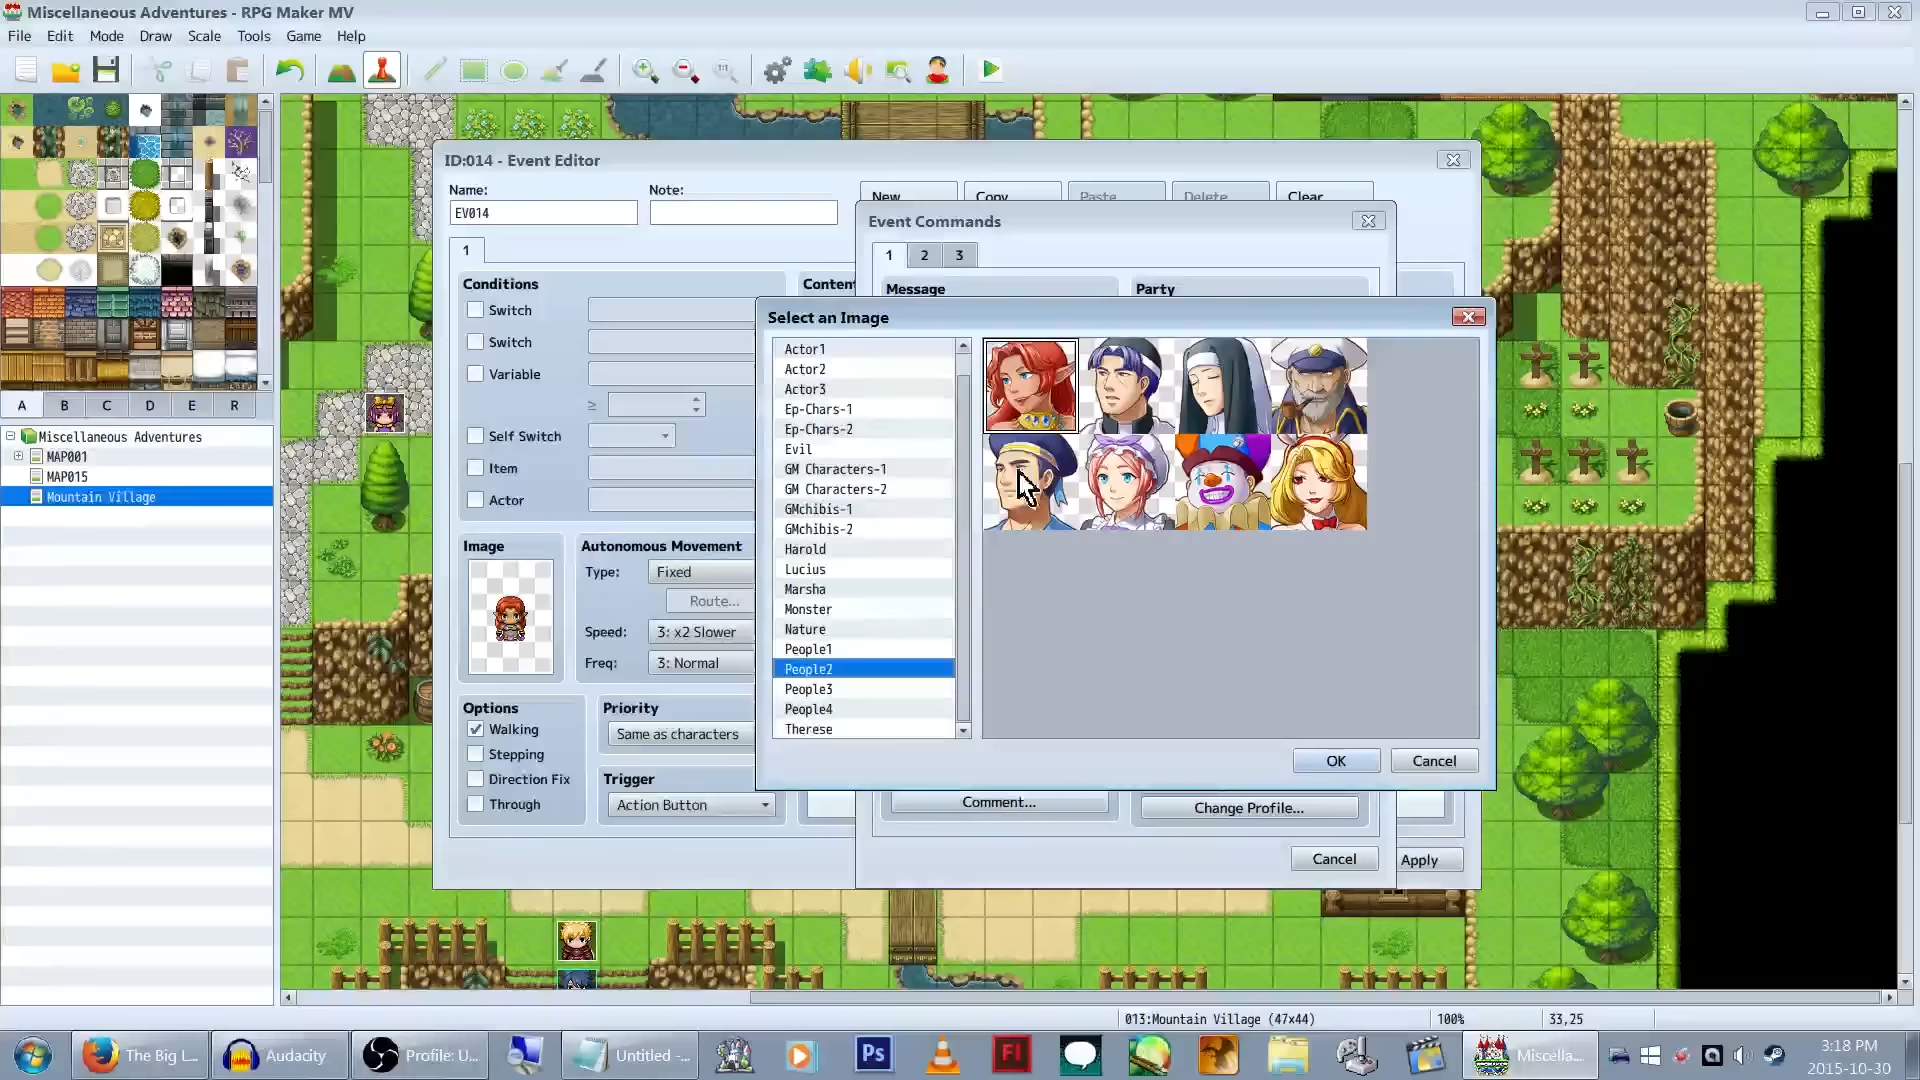 Miscellaneous Adventures - RPG Maker MV
File Edit Mode Draw Scale Tools Game Help
1:1
ID:014 - Event Editor
Name: Note:
EV014
New Copy Paste Delete Clear
1
Conditions
Switch
Switch
Variable
≥
Self Switch
Item
Actor
Content
Image
Autonomous Movement
Type: Fixed
Route...
Speed: 3: x2 Slower
Freq: 3: Normal
Options
Walking
Stepping
Direction Fix
Through
Priority
Same as characters
Trigger
Action Button
Event Commands
1 2 3
Message Party
Select an Image
Actor1
Actor2
Actor3
Ep-Chars-1
Ep-Chars-2
Evil
GM Characters-1
GM Characters-2
GMchibis-1
GMchibis-2
Harold
Lucius
Marsha
Monster
Nature
People1
People2
People3
People4
Therese
OK Cancel
Comment... Change Profile...
Cancel Apply
A B C D E R
Miscellaneous Adventures
MAP001
MAP015
Mountain Village
013:Mountain Village (47x44) 100% 33,25
The Big L... Audacity Profile: U... Untitled -... Ps Fl Miscella...
3:18 PM
2015-10-30